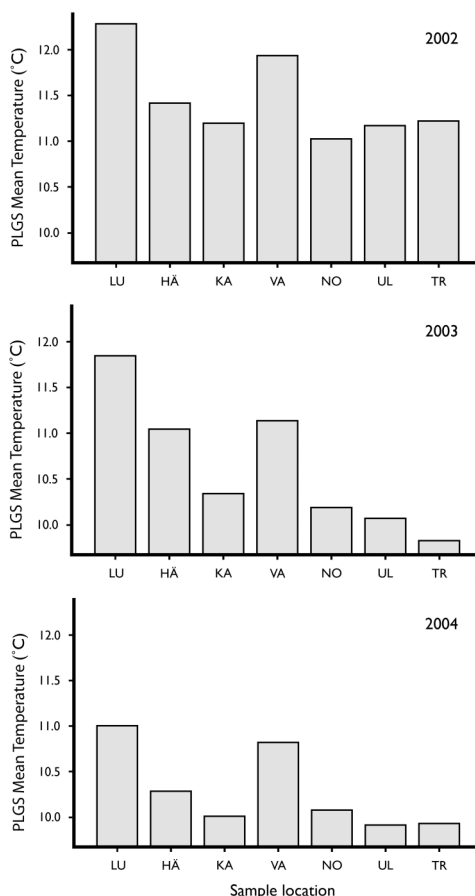 2002
PLGS Mean Temperature (˚C)
12.0
11.5
11.0
10.5
10.0
LU HÄ KA VA NO UL TR
2003
PLGS Mean Temperature (˚C)
12.0
11.5
11.0
10.5
10.0
LU HÄ KA VA NO UL TR
2004
PLGS Mean Temperature (˚C)
12.0
11.0
10.5
10.0
LU HÄ KA VA NO UL TR
Sample location